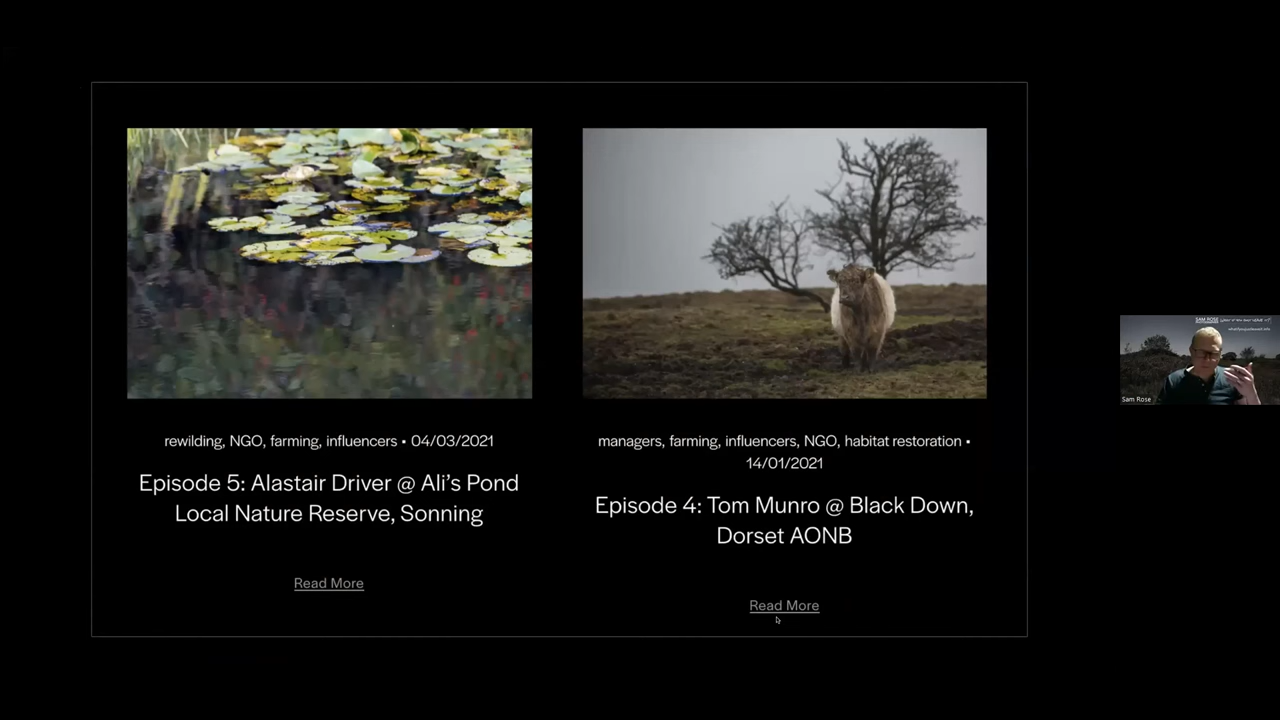 rewilding, NGO, farming, influencers • 04/03/2021
Episode 5: Alastair Driver @ Ali’s Pond
Local Nature Reserve, Sonning
Read More
managers, farming, influencers, NGO, habitat restoration •
14/01/2021
Episode 4: Tom Munro @ Black Down,
Dorset AONB
Read More
SAM ROSE
Sam Rose